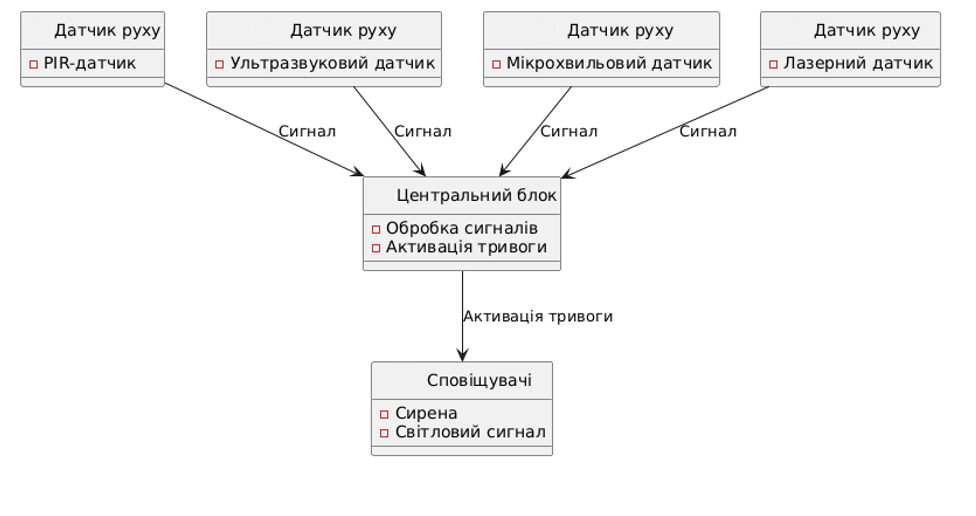 Датчик руху
PIR-датчик
Датчик руху
Ультразвуковий датчик
Датчик руху
Мікрохвильовий датчик
Датчик руху
Лазерний датчик
Сигнал
Сигнал
Сигнал
Сигнал
Центральний блок
Обробка сигналів
Активація тривоги
Активація тривоги
Сповіщувачі
Сирена
Світловий сигнал